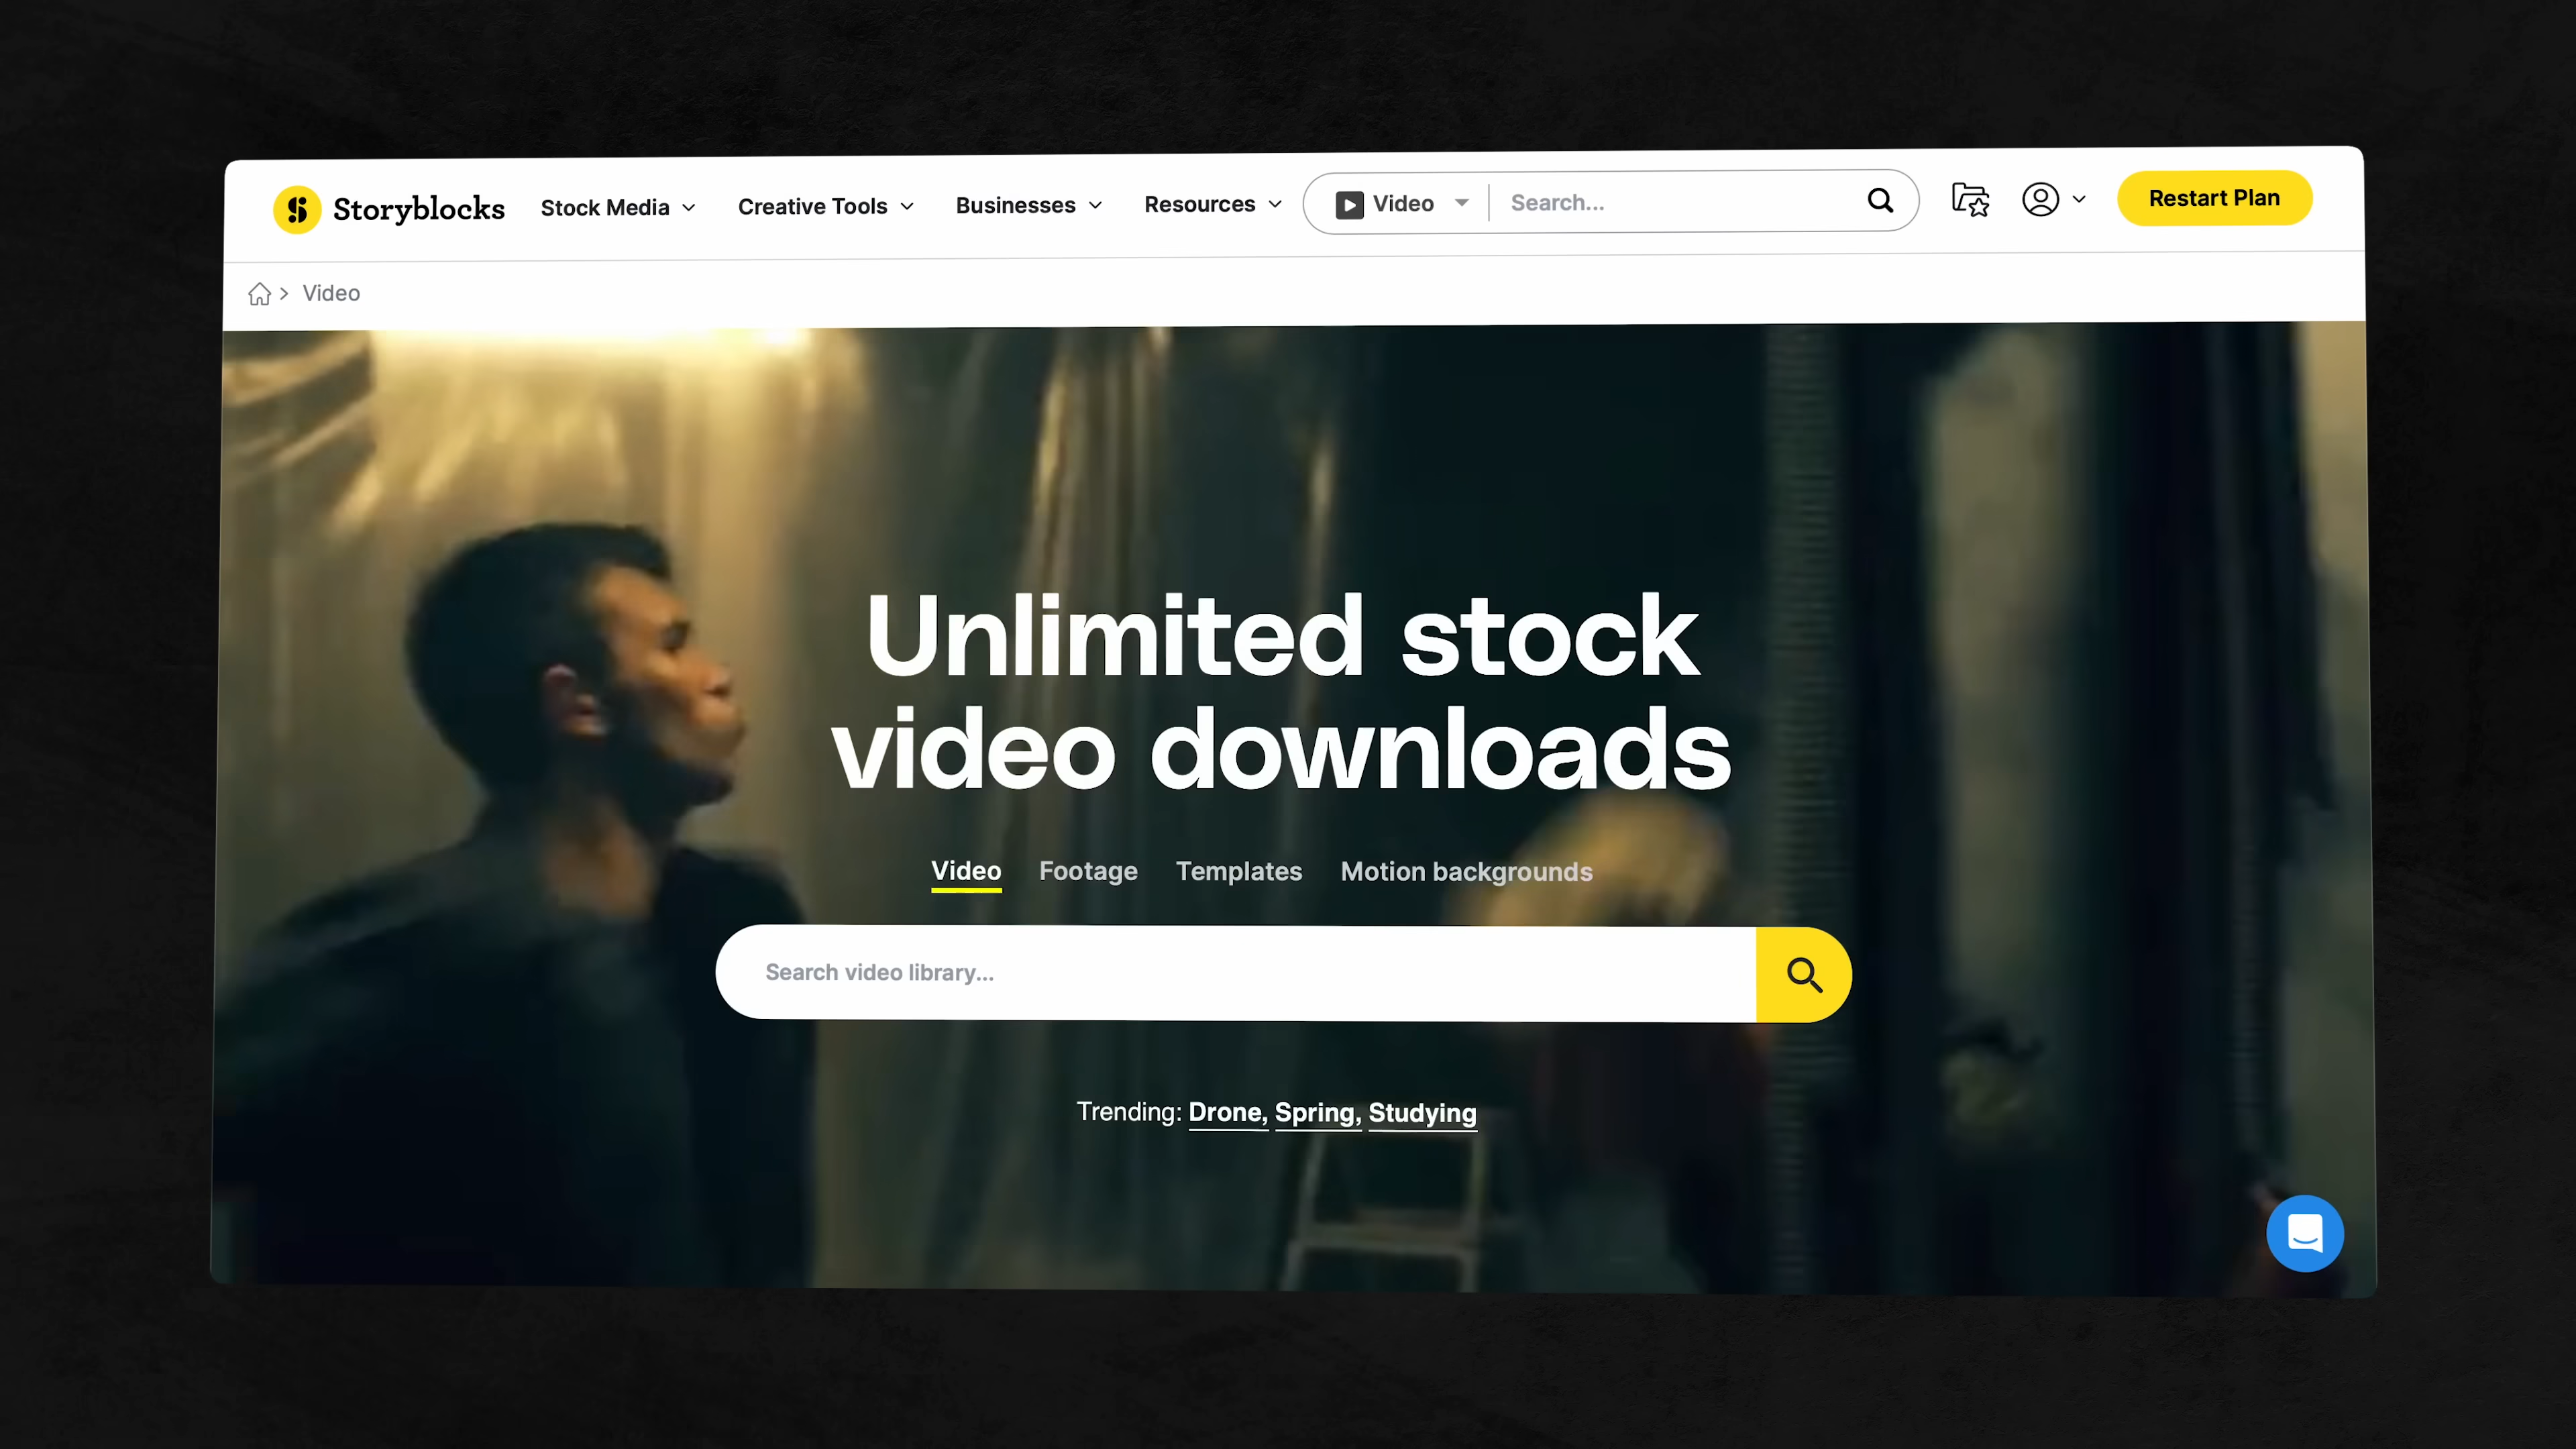 Storyblocks Stock Media Creative Tools Businesses Resources Video Search... Restart Plan
Video
Unlimited stock
video downloads
Video Footage Templates Motion backgrounds
Search video library...
Trending: Drone, Spring, Studying